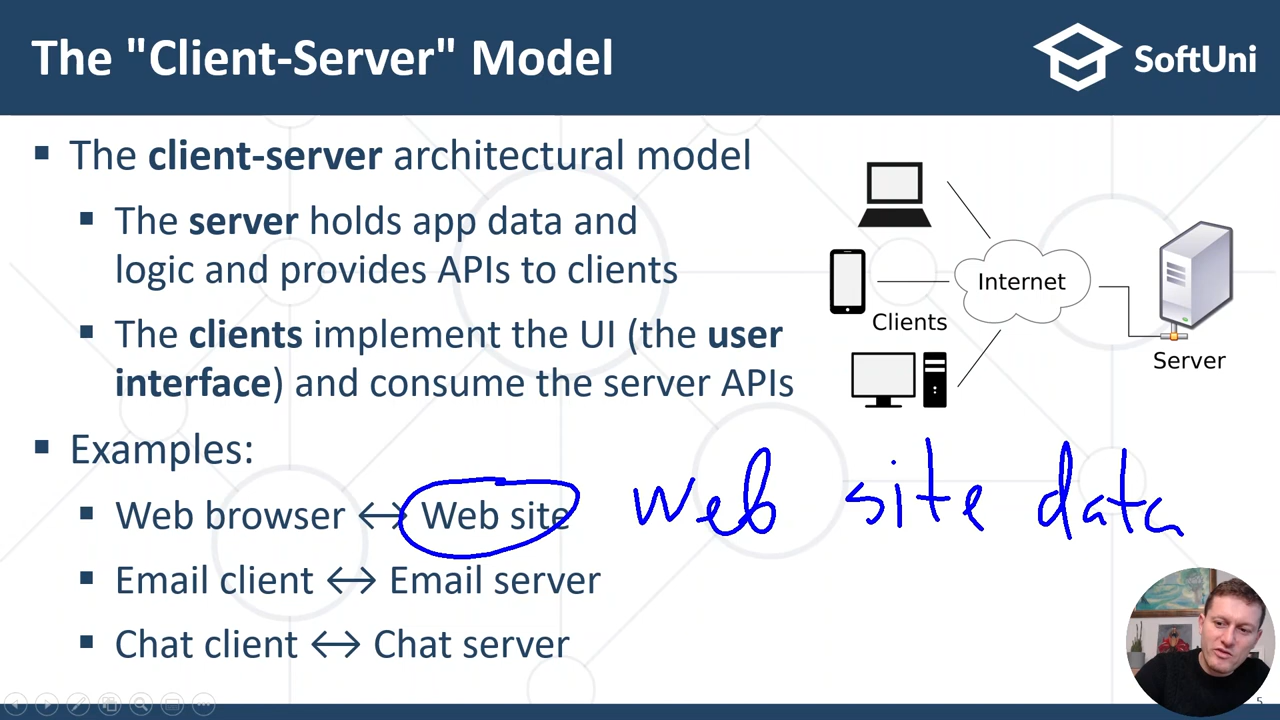 The "Client-Server" Model
SoftUni
▪ The client-server architectural model
▪ The server holds app data and
logic and provides APIs to clients
▪ The clients implement the UI (the user
interface) and consume the server APIs
Internet
Clients
Server
▪ Examples:
▪ Web browser ↔ Web site
web site data
▪ Email client ↔ Email server
▪ Chat client ↔ Chat server
5